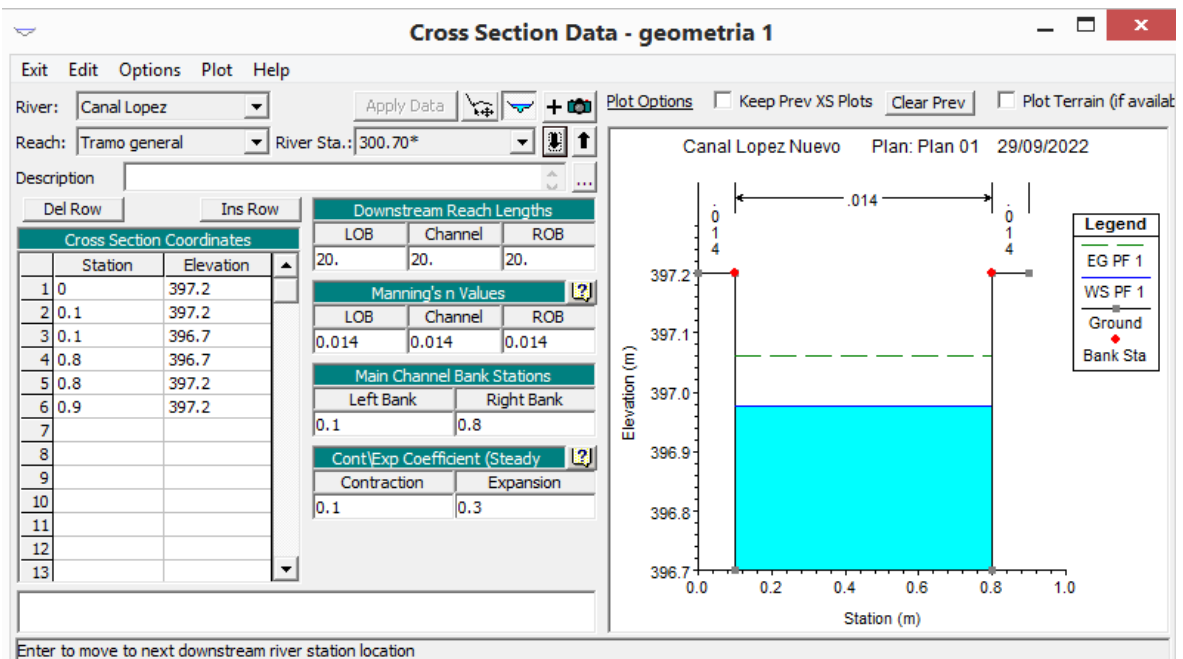 Cross Section Data - geometria 1
Exit Edit Options Plot Help
River: Canal Lopez Apply Data
Reach: Tramo general River Sta.: 300.70*
Description ...
Del Row Ins Row
Cross Section Coordinates
Station Elevation
1 0 397.2
2 0.1 397.2
3 0.1 396.7
4 0.8 396.7
5 0.8 397.2
6 0.9 397.2
7
8
9
10
11
12
13
Downstream Reach Lengths
LOB Channel ROB
20. 20. 20.
Manning's n Values
LOB Channel ROB
0.014 0.014 0.014
Main Channel Bank Stations
Left Bank Right Bank
0.1 0.8
Cont\Exp Coefficient (Steady
Contraction Expansion
0.1 0.3
Plot Options Keep Prev XS Plots Clear Prev Plot Terrain (if availab
Canal Lopez Nuevo Plan: Plan 01 29/09/2022
.014
.014
.014
Legend
EG PF 1
WS PF 1
Ground
Bank Sta
397.2
397.1
397.0
396.9
396.8
396.7
Elevation (m)
0.0 0.2 0.4 0.6 0.8 1.0
Station (m)
Enter to move to next downstream river station location